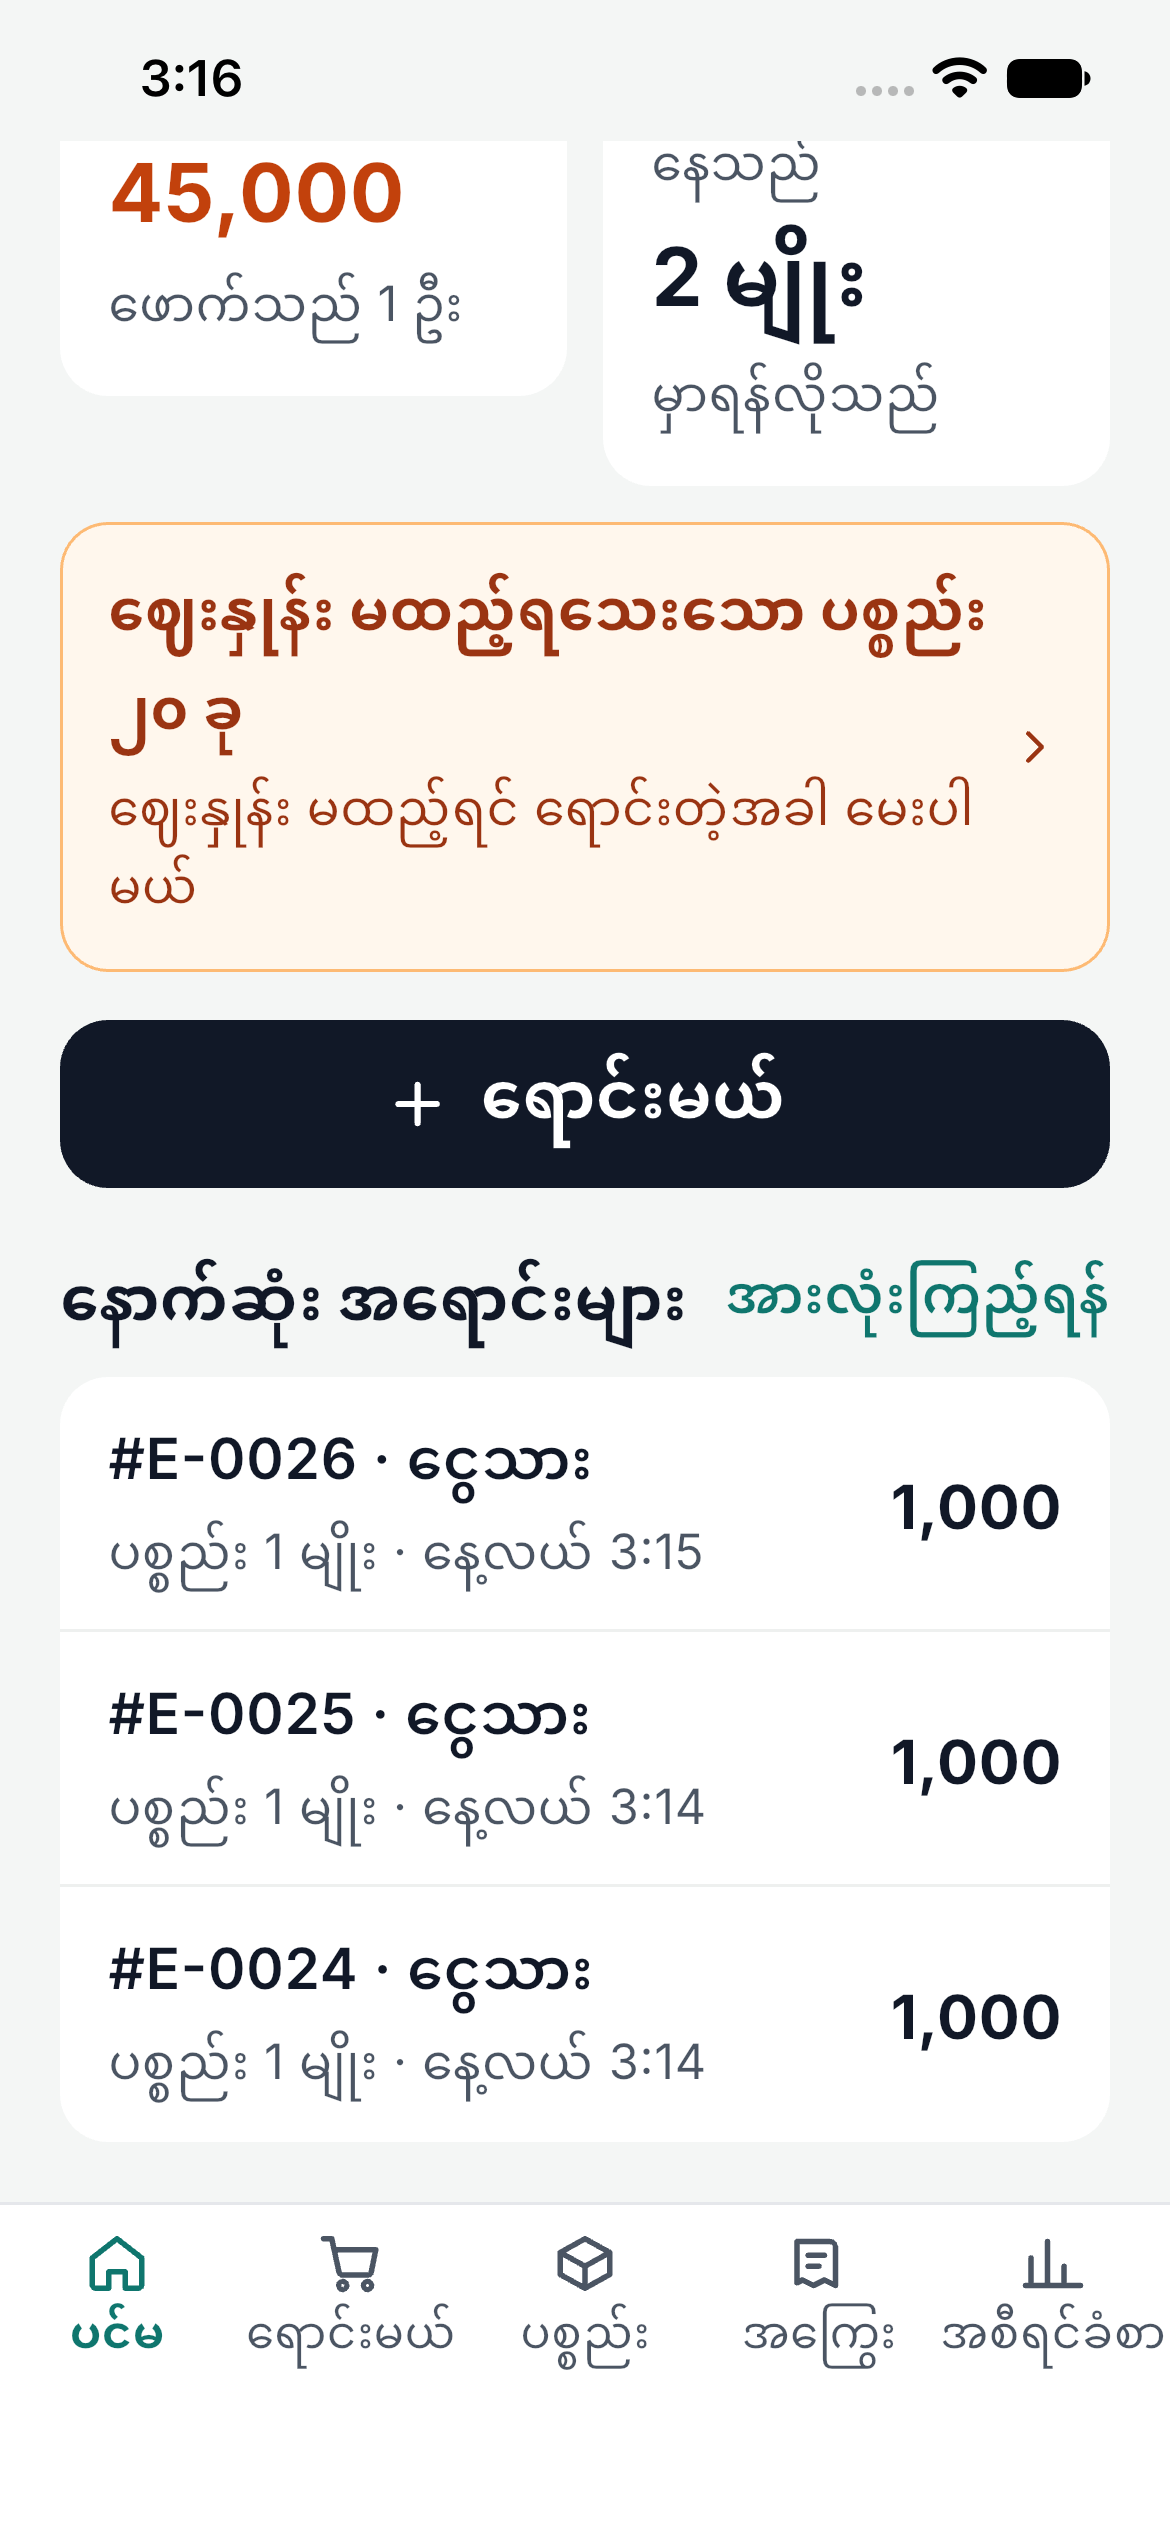 3:16
45,000
ဖောက်သည် 1 ဦး
နေသည်
2 မျိုး
မှာရန်လိုသည်
ဈေးနှုန်း မထည့်ရသေးသော ပစ္စည်း
၂၀ ခု
ဈေးနှုန်း မထည့်ရင် ရောင်းတဲ့အခါ မေးပါ
မယ်
+ ရောင်းမယ်
နောက်ဆုံး အရောင်းများ အားလုံးကြည့်ရန်
#E-0026 · ငွေသား
1,000
ပစ္စည်း 1 မျိုး · နေ့လယ် 3:15
#E-0025 · ငွေသား
1,000
ပစ္စည်း 1 မျိုး · နေ့လယ် 3:14
#E-0024 · ငွေသား
1,000
ပစ္စည်း 1 မျိုး · နေ့လယ် 3:14
ပင်မ ရောင်းမယ် ပစ္စည်း အကြွေး အစီရင်ခံစာ